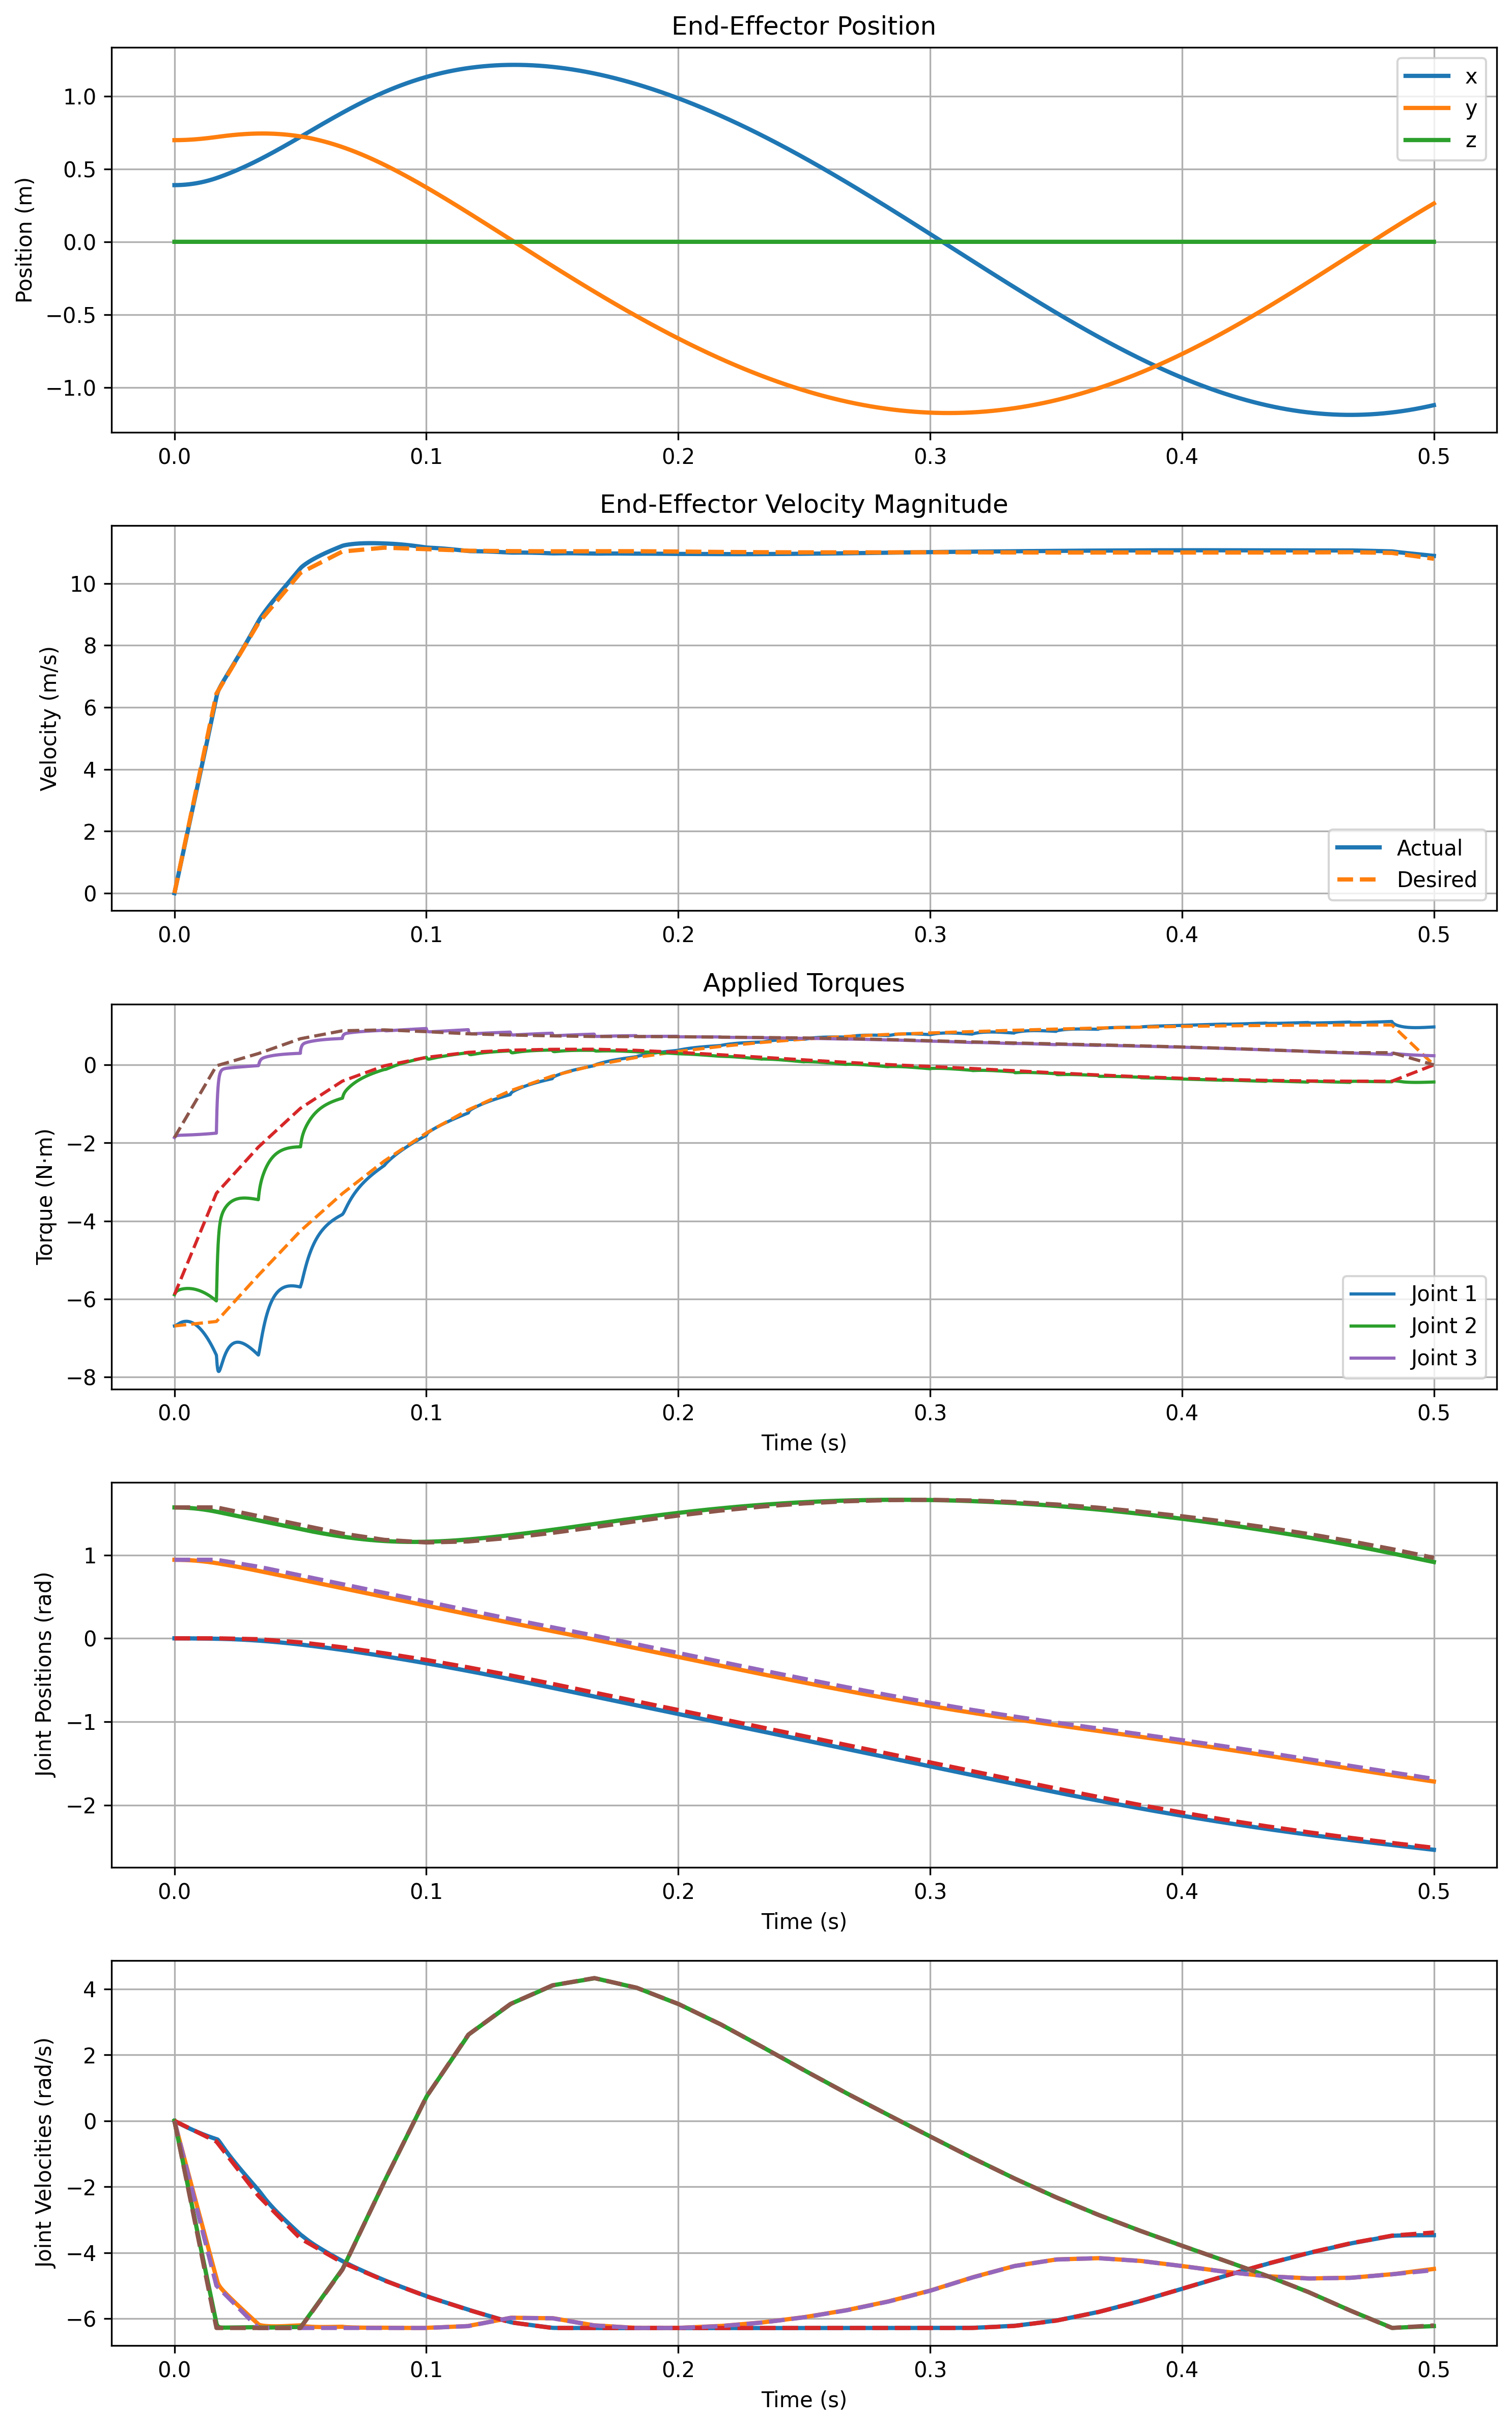 End-Effector Position
Position (m)
1.0
0.5
0.0
−0.5
−1.0
x
y
z
0.0 0.1 0.2 0.3 0.4 0.5
End-Effector Velocity Magnitude
Velocity (m/s)
10
8
6
4
2
0
Actual
Desired
0.0 0.1 0.2 0.3 0.4 0.5
Applied Torques
Torque (N·m)
0
−2
−4
−6
−8
Joint 1
Joint 2
Joint 3
0.0 0.1 0.2 0.3 0.4 0.5
Time (s)
Joint Positions (rad)
1
0
−1
−2
0.0 0.1 0.2 0.3 0.4 0.5
Time (s)
Joint Velocities (rad/s)
4
2
0
−2
−4
−6
0.0 0.1 0.2 0.3 0.4 0.5
Time (s)